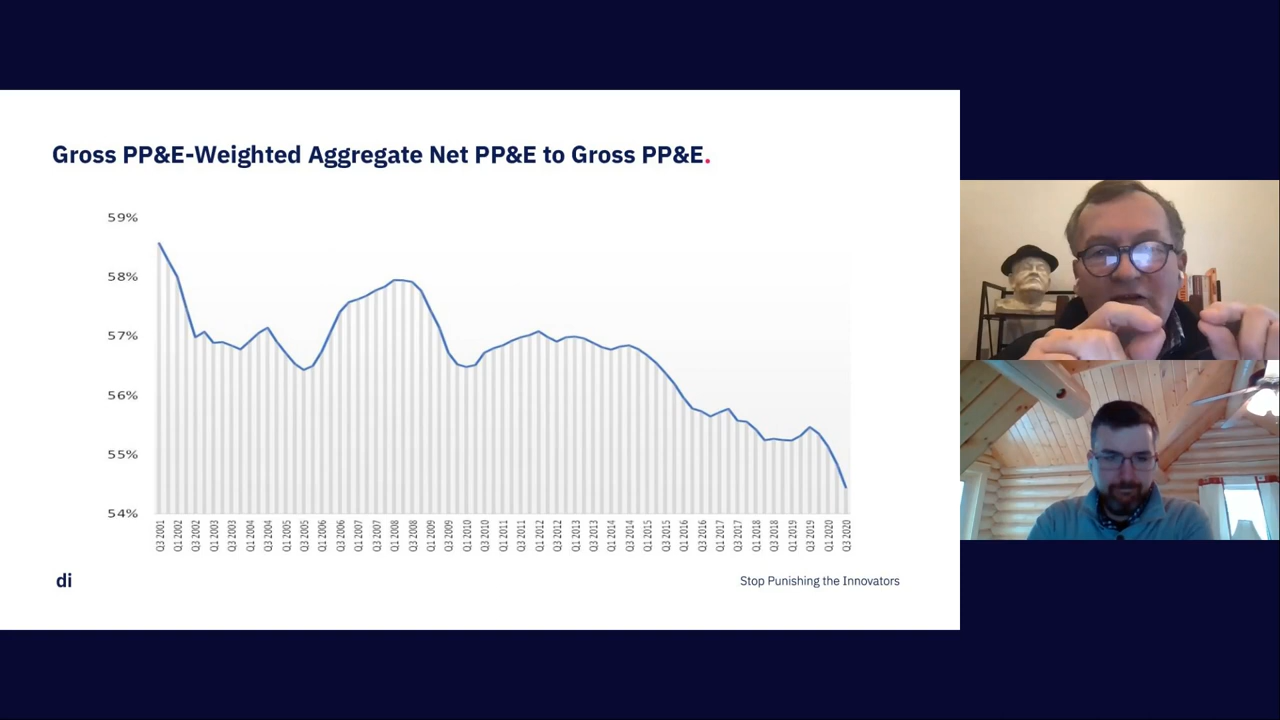 Gross PP&E-Weighted Aggregate Net PP&E to Gross PP&E.
59%
58%
57%
56%
55%
54%
Q3 2001
Q1 2002
Q3 2002
Q1 2003
Q3 2003
Q1 2004
Q3 2004
Q1 2005
Q3 2005
Q1 2006
Q3 2006
Q1 2007
Q3 2007
Q1 2008
Q3 2008
Q1 2009
Q3 2009
Q1 2010
Q3 2010
Q1 2011
Q3 2011
Q1 2012
Q3 2012
Q1 2013
Q3 2013
Q1 2014
Q3 2014
Q1 2015
Q3 2015
Q1 2016
Q3 2016
Q1 2017
Q3 2017
Q1 2018
Q3 2018
Q1 2019
Q3 2019
Q1 2020
Q3 2020
di
Stop Punishing the Innovators